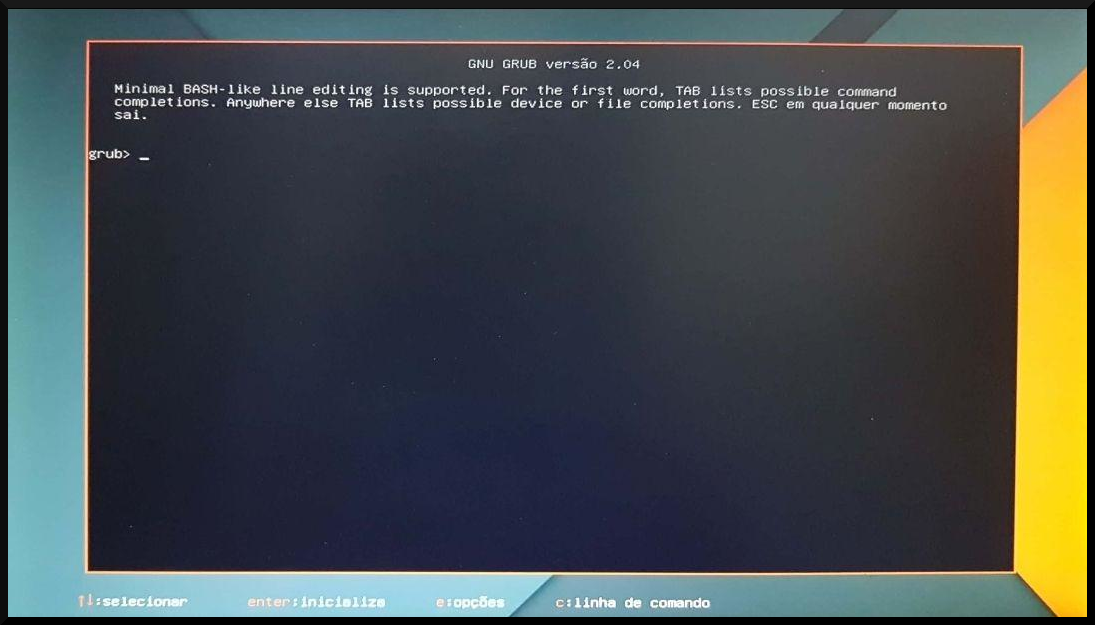 GNU GRUB versão 2.04
Minimal BASH-like line editing is supported. For the first word, TAB lists possible command
completions. Anywhere else TAB lists possible device or file completions. ESC em qualquer momento
sai.
grub> _
↑↓:selecionar enter:inicialize e:opções c:linha de comando